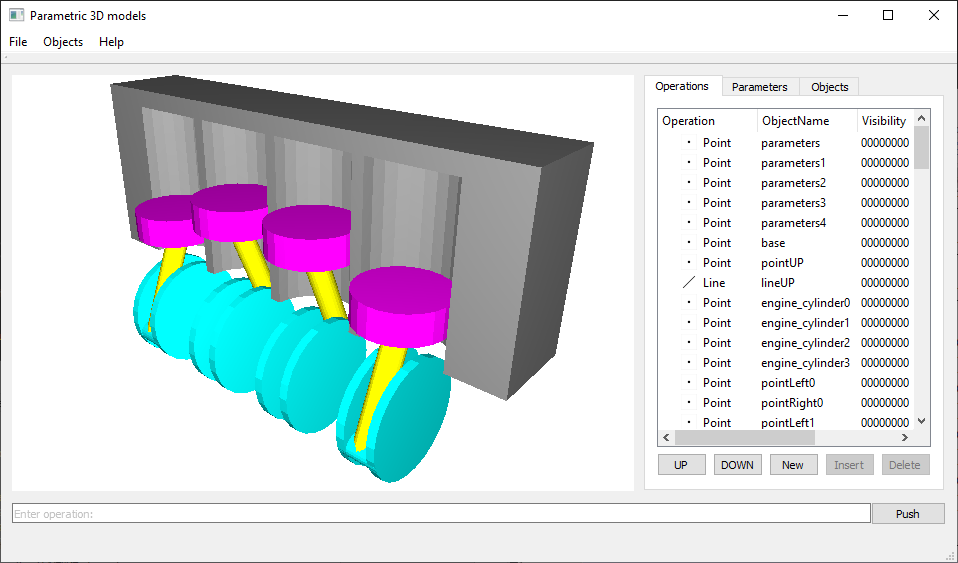 Parametric 3D models
File Objects Help
Operations Parameters Objects
Operation ObjectName Visibility
Point parameters 00000000
Point parameters1 00000000
Point parameters2 00000000
Point parameters3 00000000
Point parameters4 00000000
Point base 00000000
Point pointUP 00000000
Line lineUP 00000000
Point engine_cylinder0 00000000
Point engine_cylinder1 00000000
Point engine_cylinder2 00000000
Point engine_cylinder3 00000000
Point pointLeft0 00000000
Point pointRight0 00000000
Point pointLeft1 00000000
UP DOWN New Insert Delete
Enter operation: Push